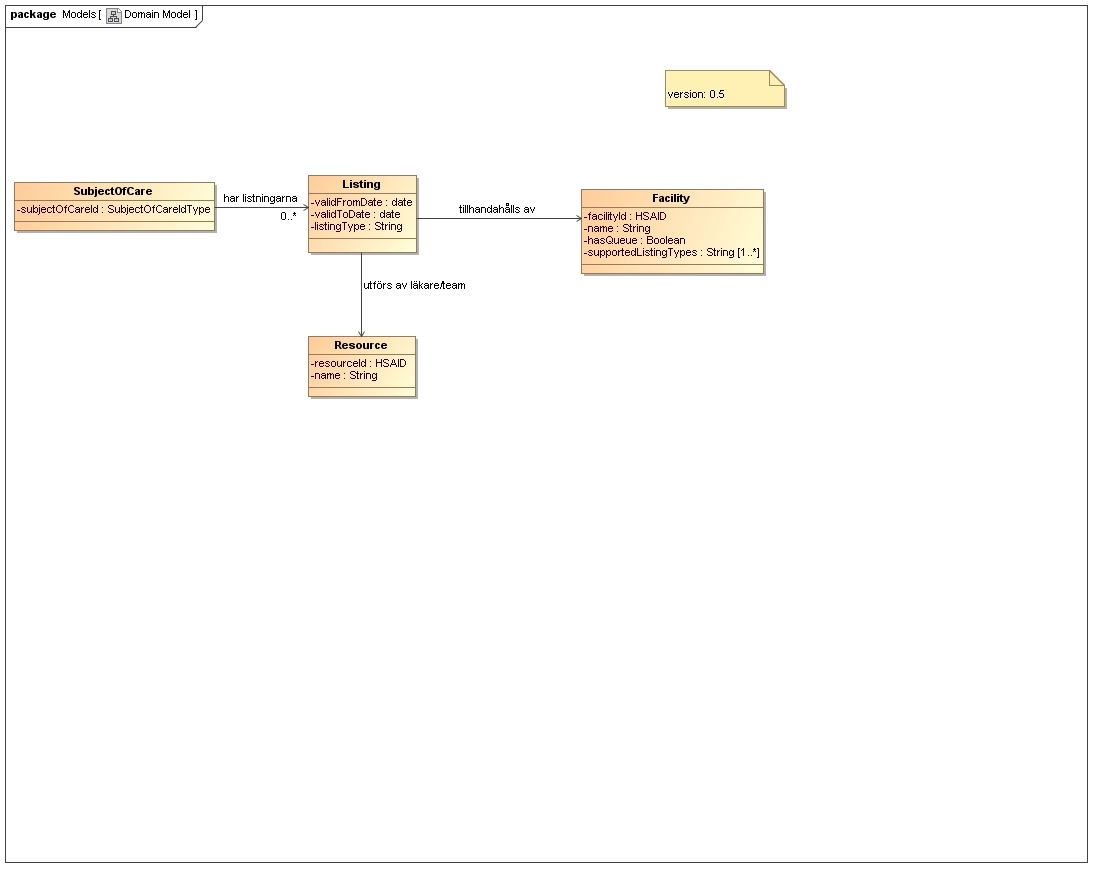 package Models [ Domain Model ]
version: 0.5
SubjectOfCare
-subjectOfCareId : SubjectOfCareIdType
har listningarna
0..*
Listing
-validFromDate : date
-validToDate : date
-listingType : String
tillhandahålls av
Facility
-facilityId : HSAID
-name : String
-hasQueue : Boolean
-supportedListingTypes : String [1..*]
utförs av läkare/team
Resource
-resourceId : HSAID
-name : String